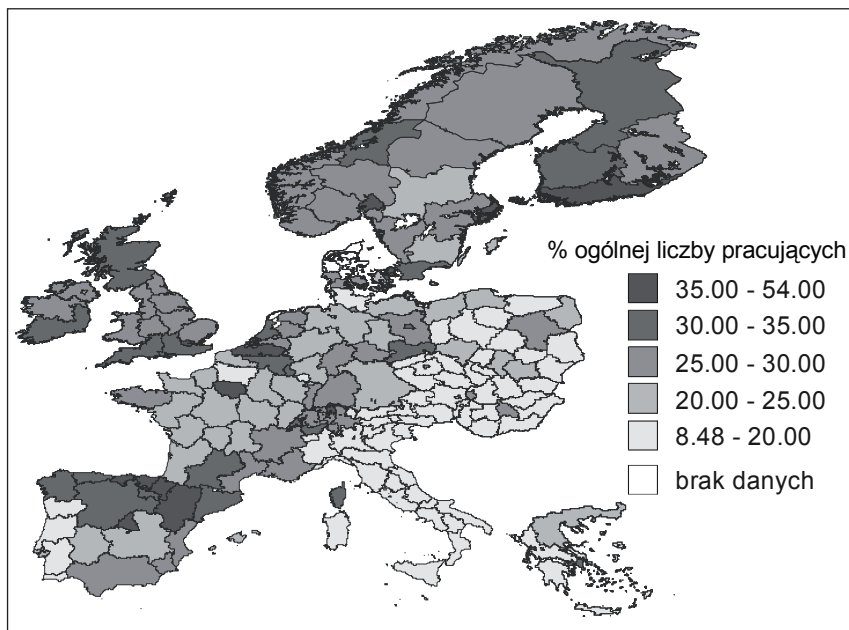 % ogólnej liczby pracujących
35.00 - 54.00
30.00 - 35.00
25.00 - 30.00
20.00 - 25.00
8.48 - 20.00
brak danych